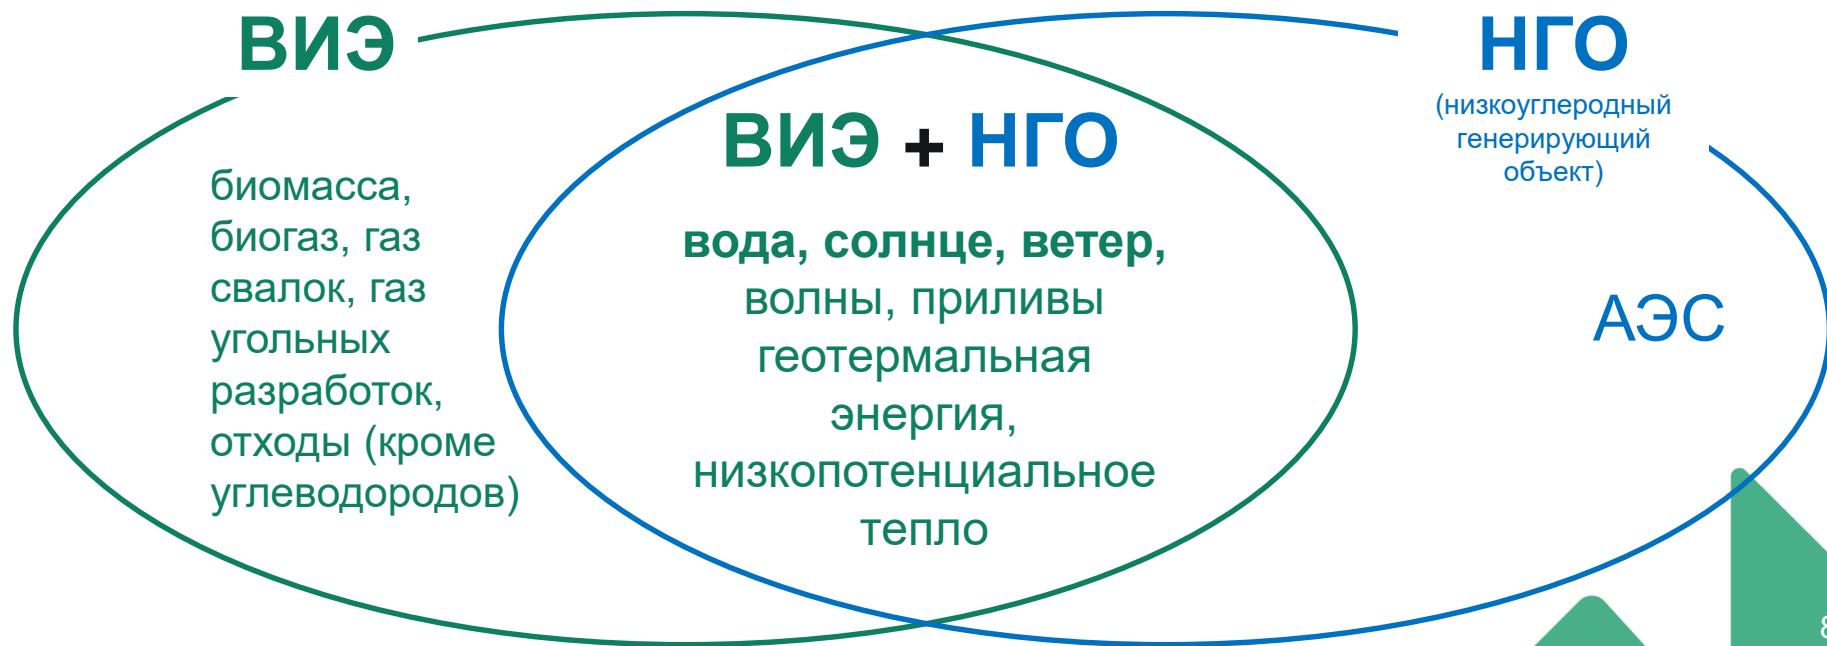 ВИЭ
биомасса,
биогаз, газ
свалок, газ
угольных
разработок,
отходы (кроме
углеводородов)
ВИЭ + НГО
вода, солнце, ветер,
волны, приливы
геотермальная
энергия,
низкопотенциальное
тепло
НГО
(низкоуглеродный
генерирующий
объект)
АЭС
8